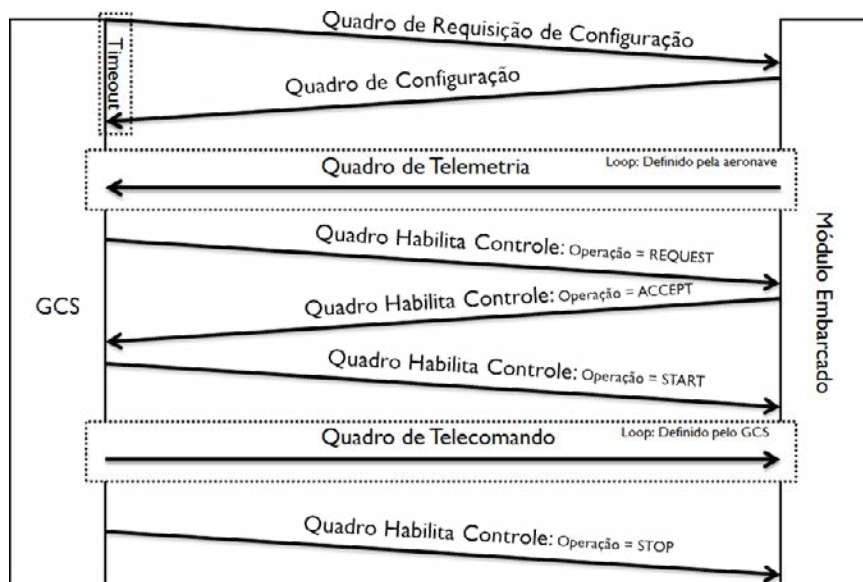 Quadro de Requisição de Configuração
Timeout
Quadro de Configuração
Quadro de Telemetria
Loop: Definido pela aeronave
Quadro Habilita Controle: Operação = REQUEST
Quadro Habilita Controle: Operação = ACCEPT
GCS
Módulo Embarcado
Quadro Habilita Controle: Operação = START
Quadro de Telecomando
Loop: Definido pelo GCS
Quadro Habilita Controle: Operação = STOP